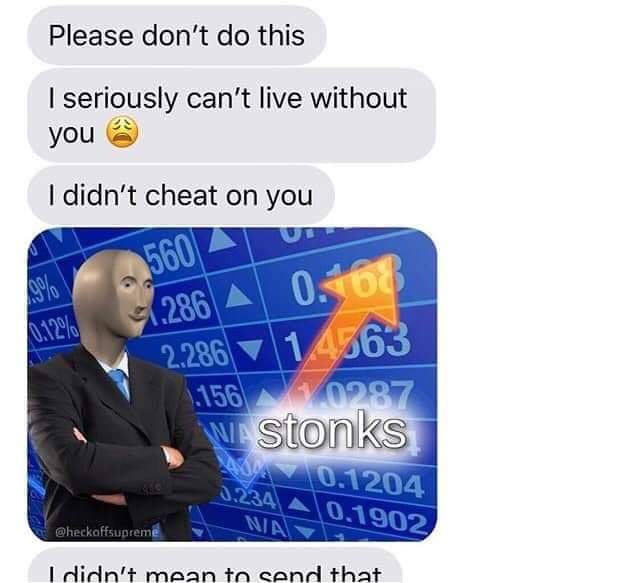 Please don't do this
I seriously can't live without
you 😩
I didn't cheat on you
560
.9%
.286
0.168
0.12%
2.286
1.4563
.156
1.0287
N/A
stonks
0.1204
0.234
0.1902
N/A
@heckoffsupreme
I didn't mean to send that